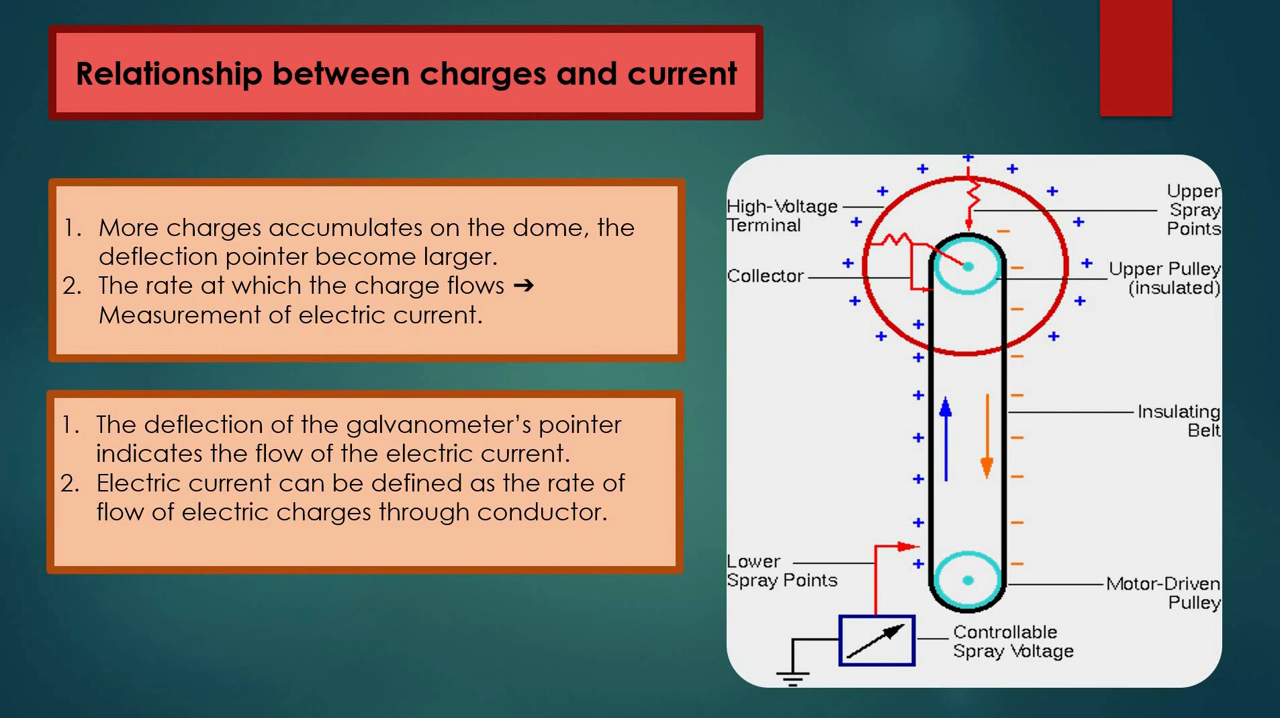 Relationship between charges and current
1. More charges accumulates on the dome, the
deflection pointer become larger.
2. The rate at which the charge flows ➔
Measurement of electric current.
1. The deflection of the galvanometer’s pointer
indicates the flow of the electric current.
2. Electric current can be defined as the rate of
flow of electric charges through conductor.
High-Voltage
Terminal
Collector
Upper
Spray
Points
Upper Pulley
(insulated)
Insulating
Belt
Lower
Spray Points
Motor-Driven
Pulley
Controllable
Spray Voltage